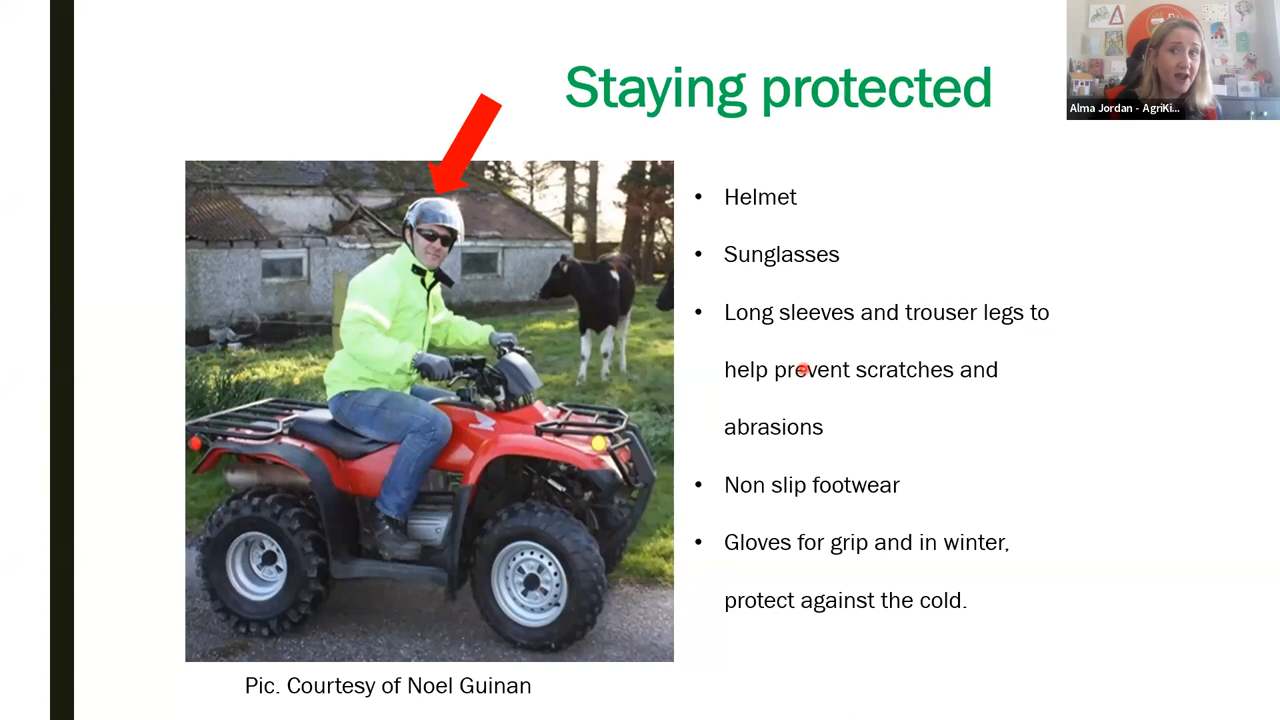 Staying protected
Alma Jordan - AgriKi...
• Helmet
• Sunglasses
• Long sleeves and trouser legs to
help prevent scratches and
abrasions
• Non slip footwear
• Gloves for grip and in winter,
protect against the cold.
Pic. Courtesy of Noel Guinan